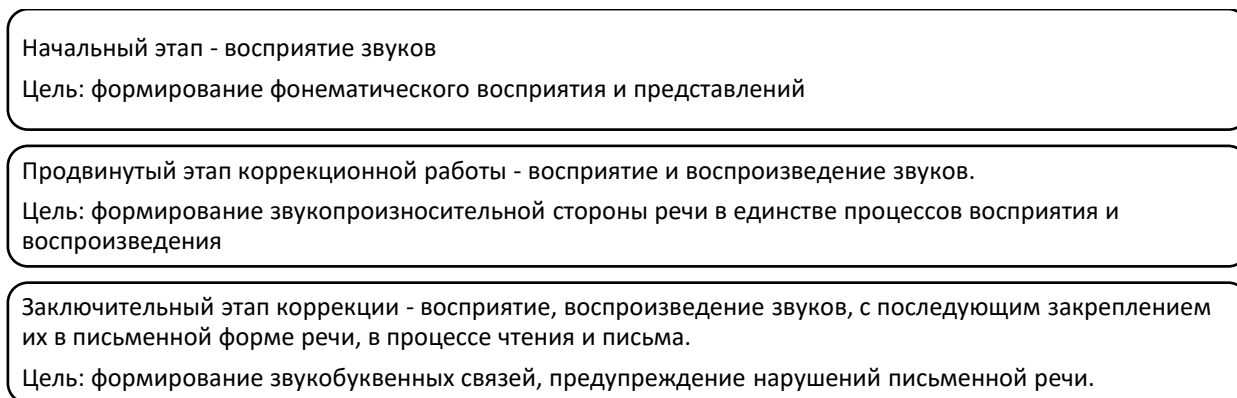 Начальный этап - восприятие звуков
Цель: формирование фонематического восприятия и представлений
Продвинутый этап коррекционной работы - восприятие и воспроизведение звуков.
Цель: формирование звукопроизносительной стороны речи в единстве процессов восприятия и
воспроизведения
Заключительный этап коррекции - восприятие, воспроизведение звуков, с последующим закреплением
их в письменной форме речи, в процессе чтения и письма.
Цель: формирование звукобуквенных связей, предупреждение нарушений письменной речи.